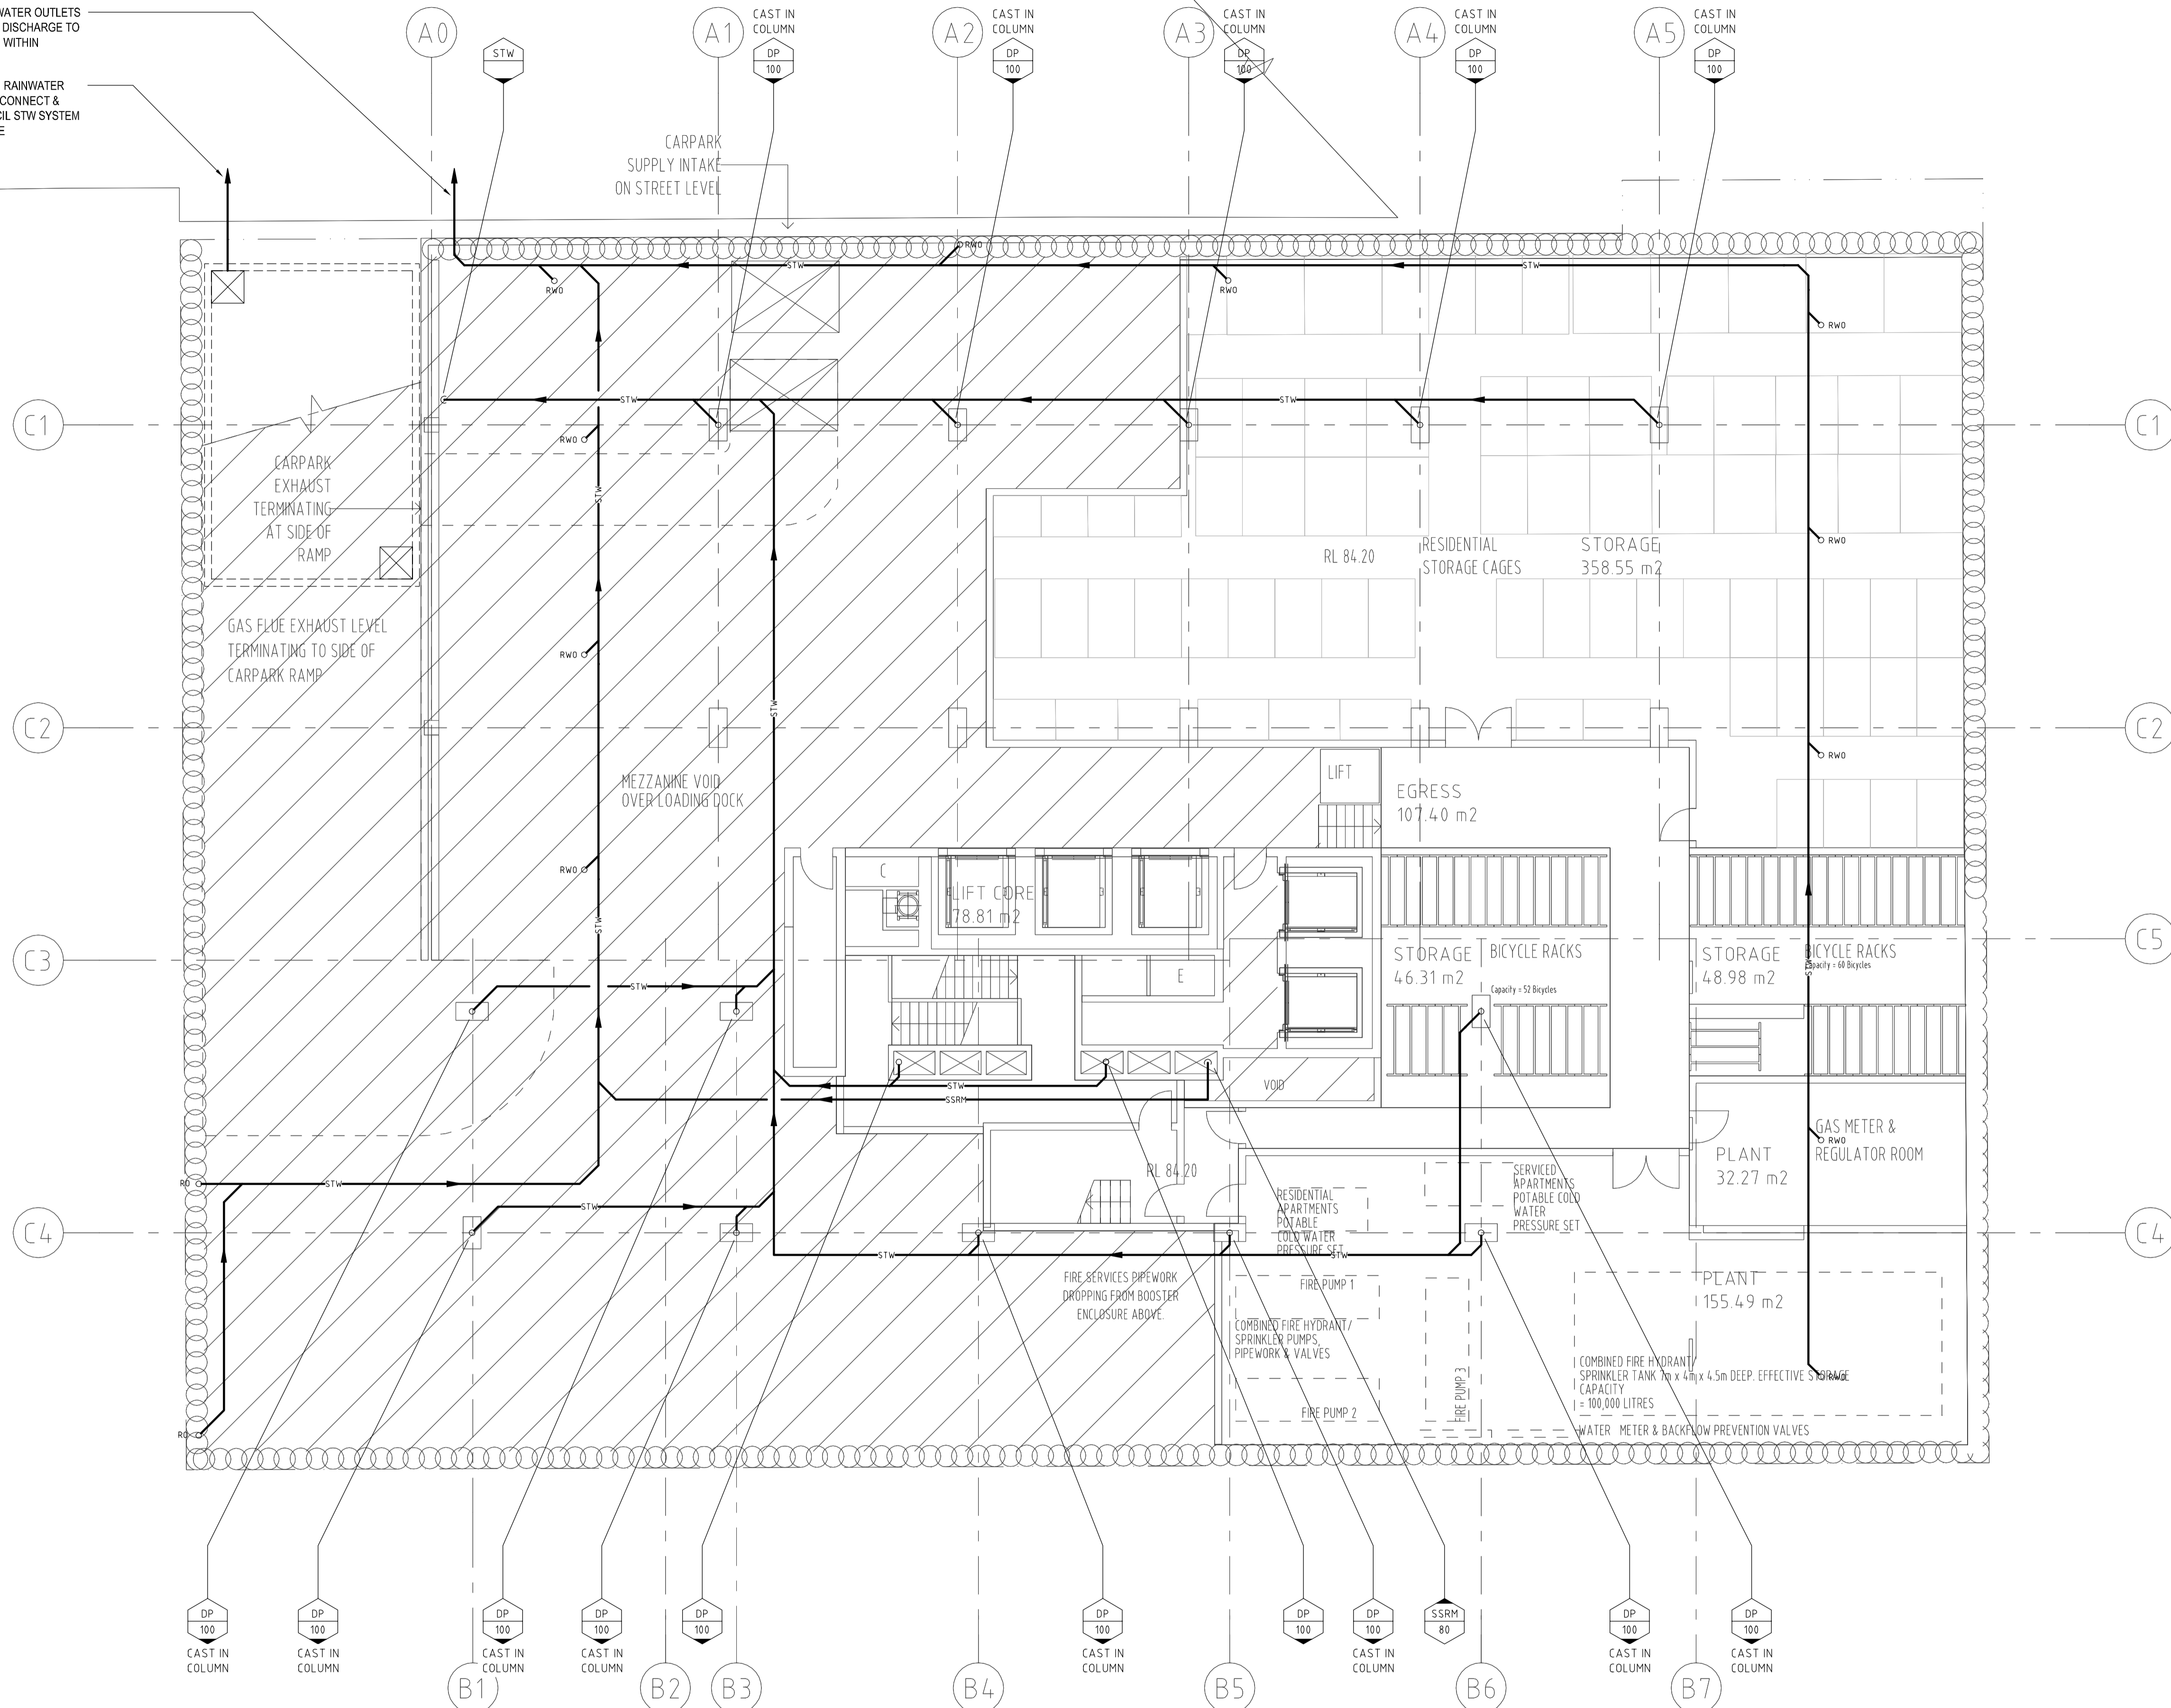 WATER OUTLETS
DISCHARGE TO
WITHIN
RAINWATER
CONNECT &
CIL STW SYSTEM
E
A0
STW
A1
CAST IN
COLUMN
DP
100
A2
CAST IN
COLUMN
DP
100
A3
CAST IN
COLUMN
DP
100
A4
CAST IN
COLUMN
DP
100
A5
CAST IN
COLUMN
DP
100
CARPARK
SUPPLY INTAKE
ON STREET LEVEL
RWO
STW
STW
RWO
RWO
RWO
STW
STW
C1
C1
RWO
CARPARK
EXHAUST
TERMINATING
AT SIDE OF
RAMP
STW
RL 84.20
RESIDENTIAL
STORAGE CAGES
STORAGE
358.55 m2
RWO
GAS FLUE EXHAUST LEVEL
TERMINATING TO SIDE OF
CARPARK RAMP
RWO
STW
C2
C2
RWO
MEZZANINE VOID
OVER LOADING DOCK
LIFT
EGRESS
107.40 m2
RWO
C
LIFT CORE
78.81 m2
STW
C3
C5
STORAGE
46.31 m2
BICYCLE RACKS
Capacity = 52 Bicycles
STORAGE
48.98 m2
BICYCLE RACKS
Capacity = 60 Bicycles
STW
E
STW
STW
SSRM
VOID
RWO
GAS METER &
REGULATOR ROOM
PLANT
32.27 m2
RL 84.20
RO
STW
STW
SERVICED
APARTMENTS
POTABLE COLD
WATER
PRESSURE SET
RESIDENTIAL
APARTMENTS
POTABLE
COLD WATER
PRESSURE SET
C4
C4
STW
STW
FIRE SERVICES PIPEWORK
DROPPING FROM BOOSTER
ENCLOSURE ABOVE.
FIRE PUMP 1
PLANT
155.49 m2
COMBINED FIRE HYDRANT/
SPRINKLER PUMPS,
PIPEWORK & VALVES
FIRE PUMP 3
COMBINED FIRE HYDRANT/
SPRINKLER TANK 7m x 4m x 4.5m DEEP. EFFECTIVE STORAGE
CAPACITY
= 100,000 LITRES
RWO
FIRE PUMP 2
WATER METER & BACKFLOW PREVENTION VALVES
RO
DP
100
CAST IN
COLUMN
DP
100
CAST IN
COLUMN
DP
100
CAST IN
COLUMN
DP
100
CAST IN
COLUMN
DP
100
DP
100
CAST IN
COLUMN
DP
100
DP
100
CAST IN
COLUMN
SSRM
80
DP
100
CAST IN
COLUMN
DP
100
CAST IN
COLUMN
B1
B2
B3
B4
B5
B6
B7